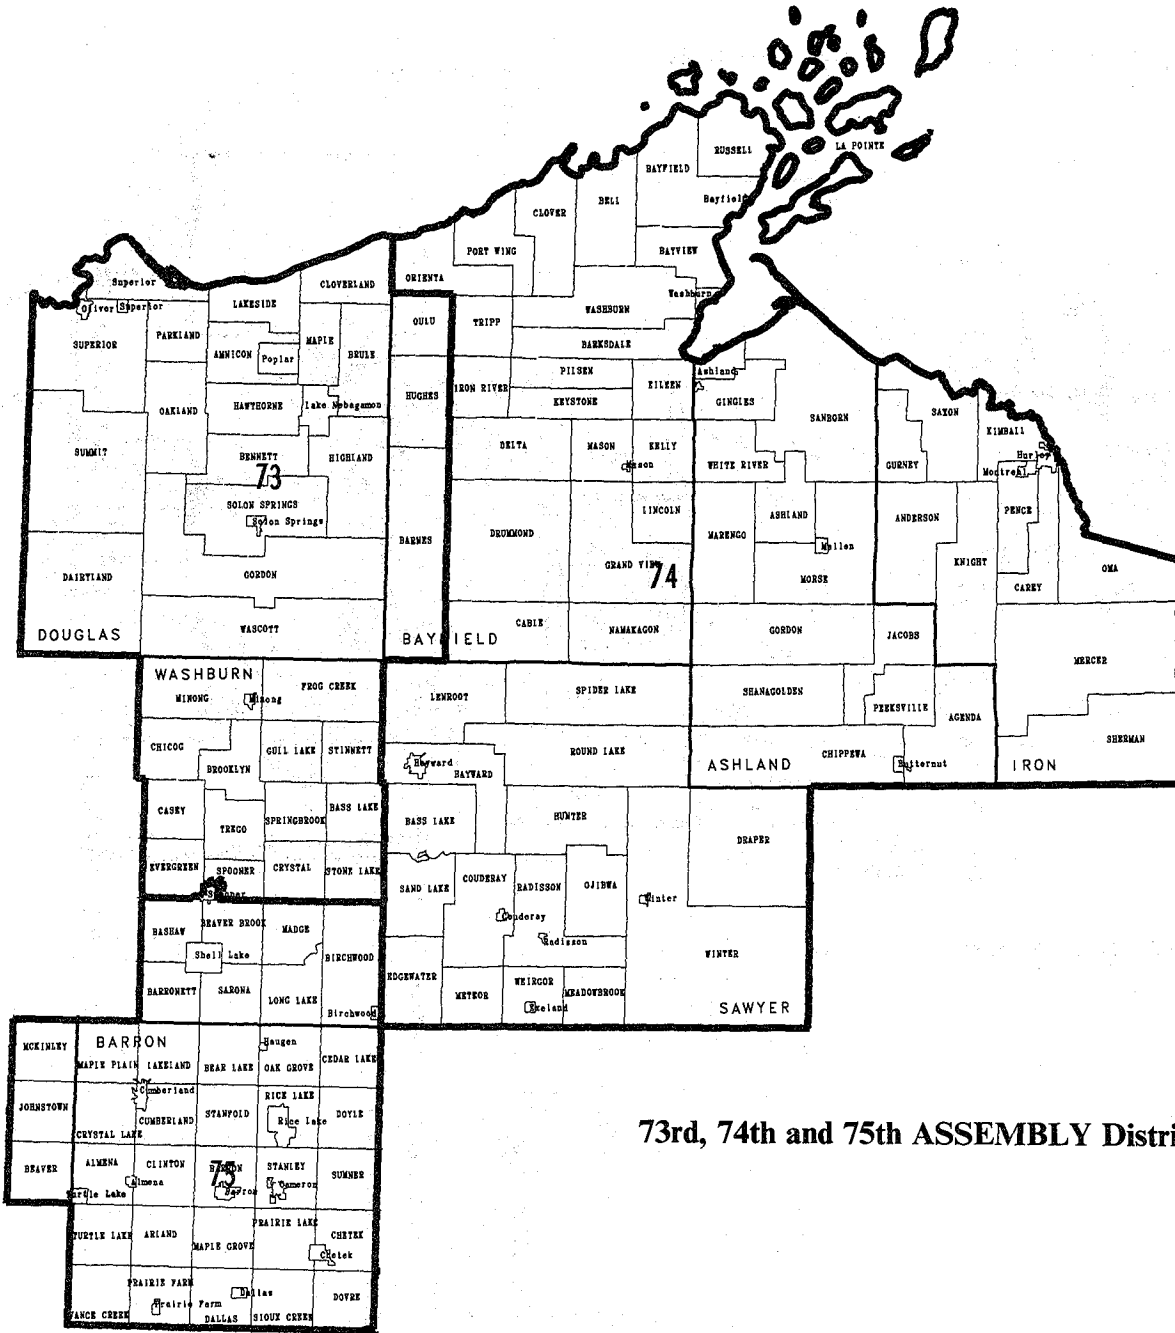 RUSSELL
LA POINTE
BAYFIELD
BELL
Bayfield
CLOVER
PORT WING
BAYVIEW
ORIENTA
Superior
CLOVERLAND
Washburn
LAKESIDE
Oliver
Superior
WASHBURN
OULU
TRIPP
PARKLAND
SUPERIOR
MAPLE
BARKSDALE
AMNICON
Poplar
BRULE
PILSEN
Ashland
IRON RIVER
EILEEN
HUGHES
KEYSTONE
GINGLES
OAKLAND
HAWTHORNE
Lake Nebagamon
SANBORN
SAXON
KIMBALL
DELTA
MASON
KELLY
SUMMIT
BENNETT
HIGHLAND
Hurley
73
Mason
WHITE RIVER
GURNEY
Montreal
SOLON SPRINGS
Solon Springs
LINCOLN
ASHLAND
ANDERSON
PENCE
BARNES
DRUMMOND
MARENGO
Mellen
DAIRYLAND
GORDON
GRAND VIEW
74
MORSE
KNIGHT
CAREY
OMA
DOUGLAS
WASCOTT
BAYFIELD
CABLE
NAMAKAGON
GORDON
JACOBS
MERCER
WASHBURN
MINONG
Minong
FROG CREEK
LENROOT
SPIDER LAKE
SHANAGOLDEN
PEEKSVILLE
AGENDA
CHICOG
BROOKLYN
GULL LAKE
STINNETT
Hayward
HAYWARD
ROUND LAKE
ASHLAND
CHIPPEWA
Butternut
IRON
SHERMAN
CASEY
TREGO
SPRINGBROOK
BASS LAKE
BASS LAKE
HUNTER
DRAPER
EVERGREEN
SPOONER
CRYSTAL
STONE LAKE
SAND LAKE
COUDERAY
RADISSON
OJIBWA
Spooner
Winter
BASHAW
BEAVER BROOK
MADGE
Couderay
Radisson
Shell Lake
BIRCHWOOD
WINTER
BARRONETT
SARONA
LONG LAKE
EDGEWATER
METEOR
WEIRGOR
MEADOWBROOK
Birchwood
Exeland
SAWYER
MCKINLEY
BARRON
MAPLE PLAIN
LAKELAND
BEAR LAKE
Haugen
OAK GROVE
CEDAR LAKE
Cumberland
RICE LAKE
JOHNSTOWN
CRYSTAL LAKE
CUMBERLAND
STANFOLD
Rice Lake
DOYLE
73rd, 74th and 75th ASSEMBLY Distri
BEAVER
ALMENA
CLINTON
BARRON
75
STANLEY
SUMNER
Turtle Lake
Almena
Barron
Cameron
TURTLE LAKE
ARLAND
MAPLE GROVE
PRAIRIE LAKE
CHETEK
Chetek
VANCE CREEK
PRAIRIE FARM
Prairie Farm
Dallas
DALLAS
SIOUX CREEK
DOVRE